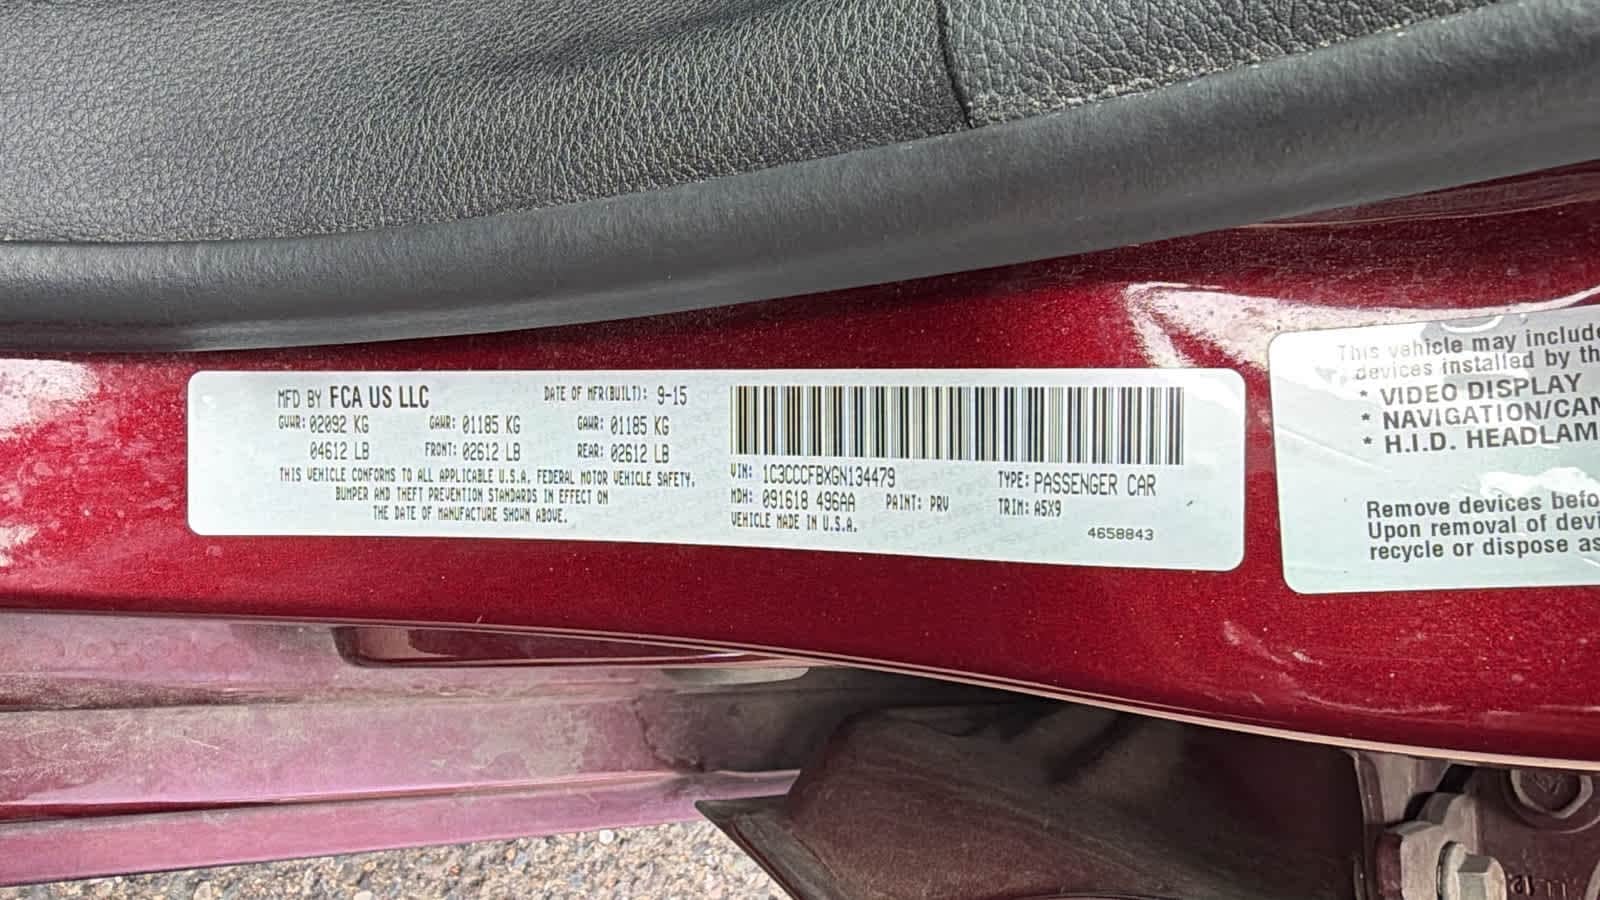 MFD BY FCA US LLC DATE OF MFR(BUILT): 9-15
GVWR: 02092 KG GAWR: 01185 KG GAWR: 01185 KG
04612 LB FRONT: 02612 LB REAR: 02612 LB
THIS VEHICLE CONFORMS TO ALL APPLICABLE U.S.A. FEDERAL MOTOR VEHICLE SAFETY,
BUMPER AND THEFT PREVENTION STANDARDS IN EFFECT ON
THE DATE OF MANUFACTURE SHOWN ABOVE.
VIN: 1C3CCCFBXGN134479 TYPE: PASSENGER CAR
MDH: 091618 496AA PAINT: PRV TRIM: A5X9
VEHICLE MADE IN U.S.A.
4658843
This vehicle may include
devices installed by th
* VIDEO DISPLAY
* NAVIGATION/CAN
* H.I.D. HEADLAM
Remove devices befo
Upon removal of devi
recycle or dispose as